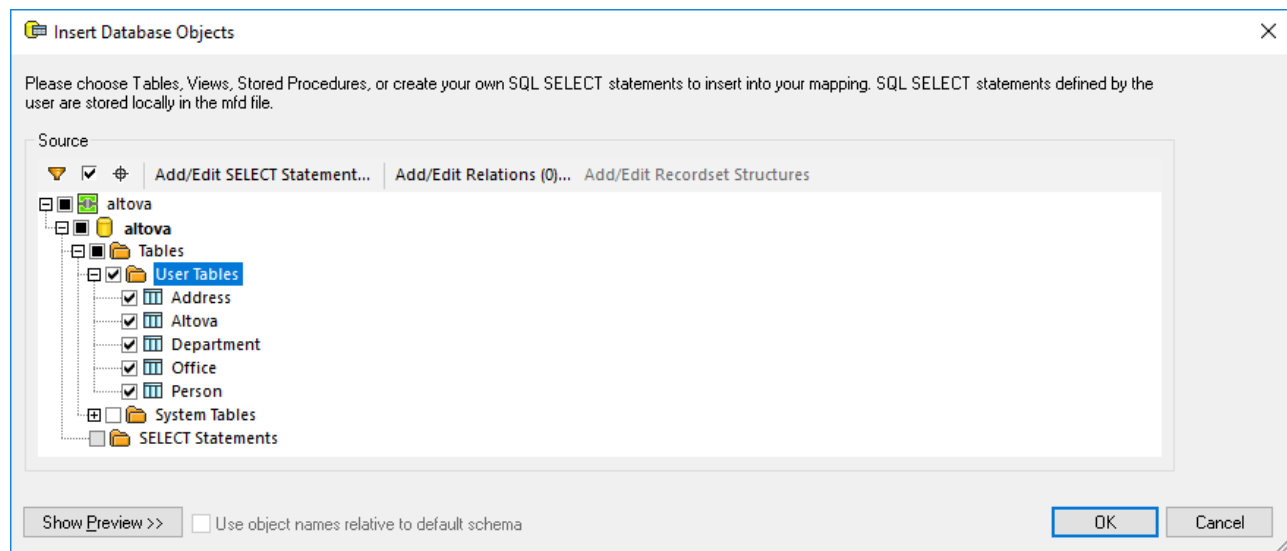 Insert Database Objects
Please choose Tables, Views, Stored Procedures, or create your own SQL SELECT statements to insert into your mapping. SQL SELECT statements defined by the
user are stored locally in the mfd file.
Source
Add/Edit SELECT Statement... Add/Edit Relations (0)... Add/Edit Recordset Structures
altova
altova
Tables
User Tables
Address
Altova
Department
Office
Person
System Tables
SELECT Statements
Show Preview >> Use object names relative to default schema OK Cancel